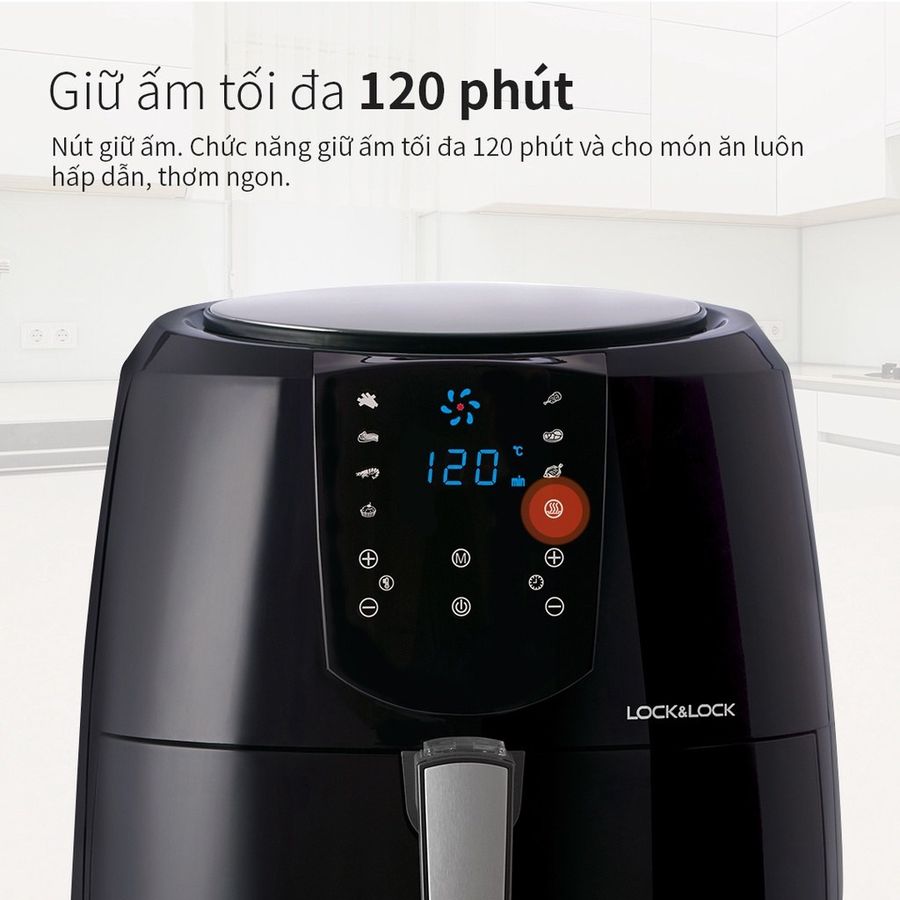 Giữ ấm tối đa 120 phút
Nút giữ ấm. Chức năng giữ ấm tối đa 120 phút và cho món ăn luôn
hấp dẫn, thơm ngon.
°C
120
min
M
LOCK&LOCK